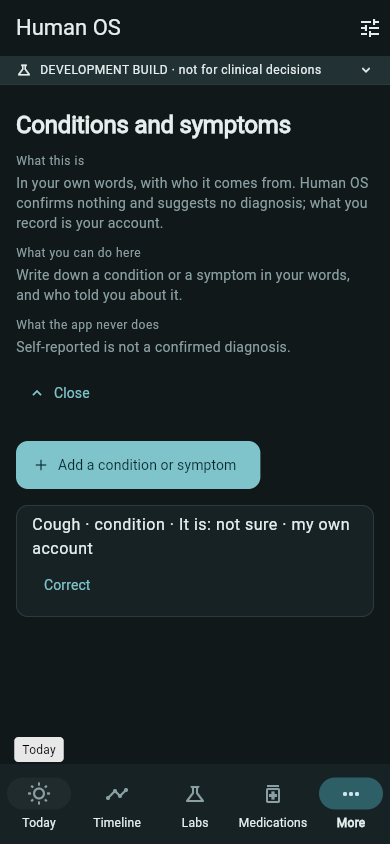 Human OS
DEVELOPMENT BUILD · not for clinical decisions
Conditions and symptoms
What this is
In your own words, with who it comes from. Human OS
confirms nothing and suggests no diagnosis; what you
record is your account.
What you can do here
Write down a condition or a symptom in your words,
and who told you about it.
What the app never does
Self-reported is not a confirmed diagnosis.
Close
Add a condition or symptom
Cough · condition · It is: not sure · my own
account
Correct
Today
Today
Timeline
Labs
Medications
More